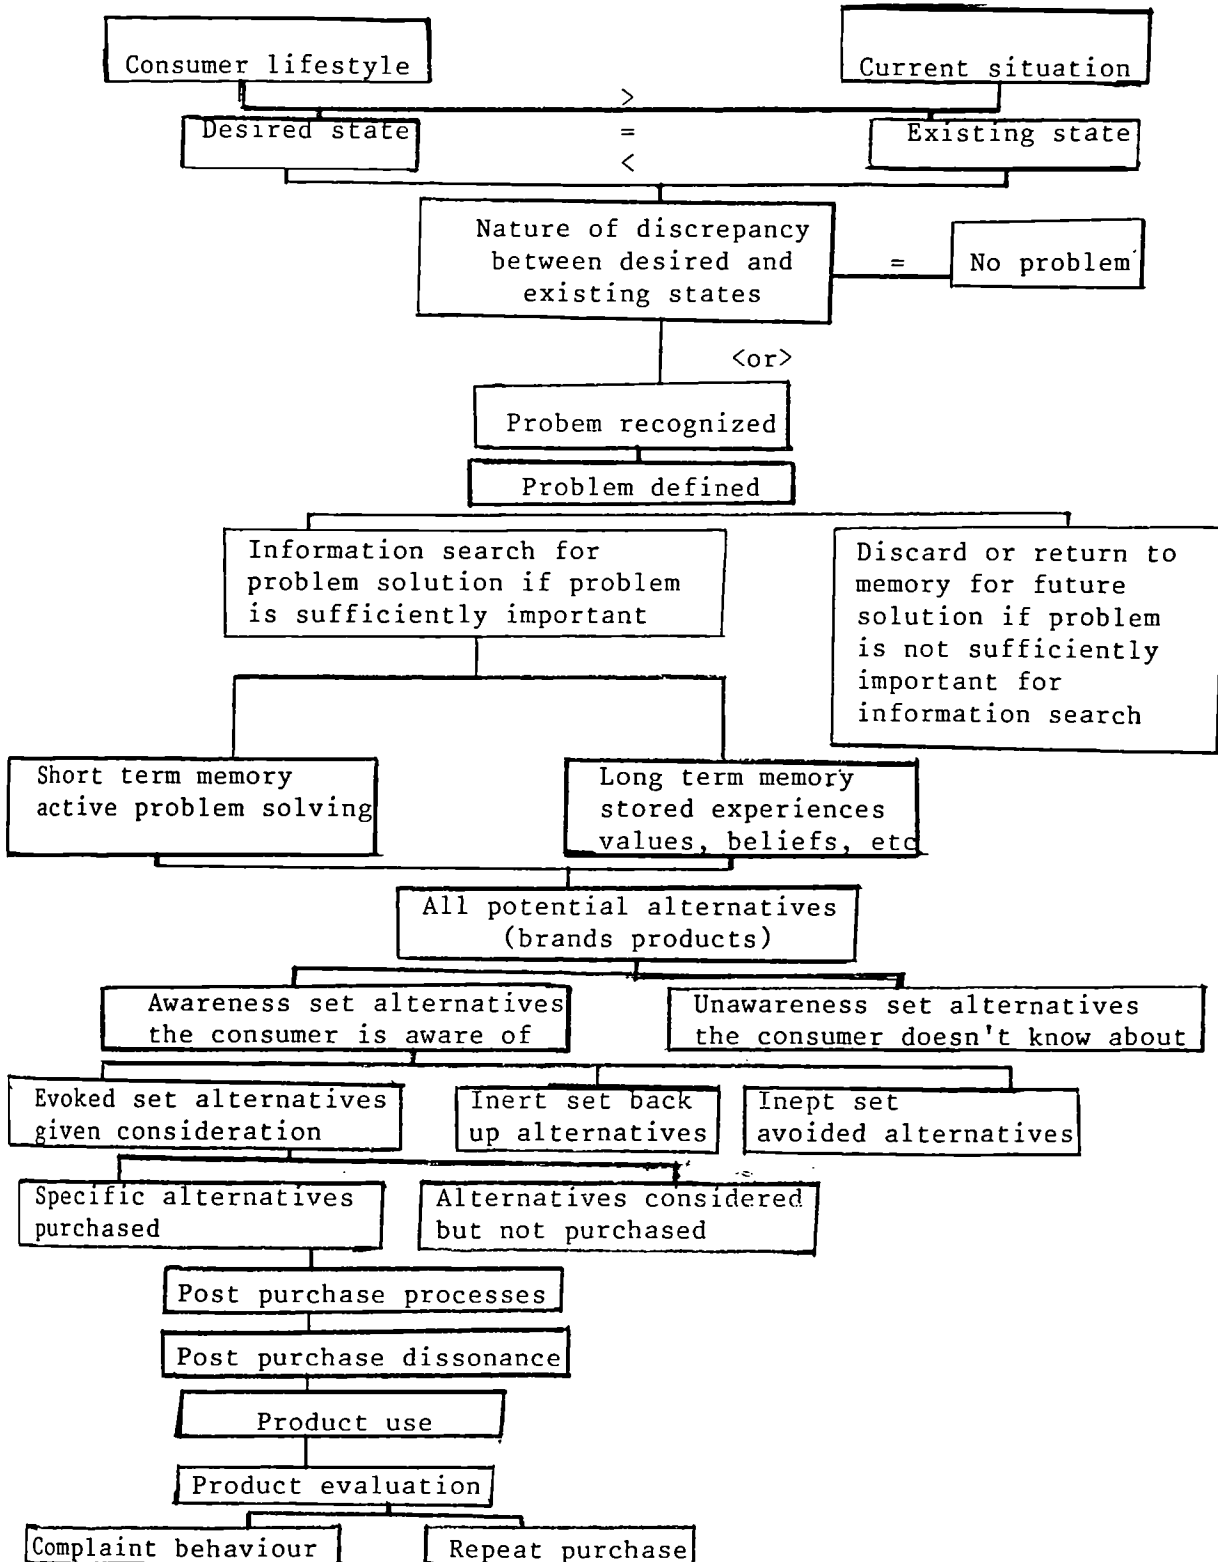 Consumer lifestyle
Current situation
>
Desired state
=
Existing state
<
Nature of discrepancy
between desired and
existing states
=
No problem
<or>
Probem recognized
Problem defined
Information search for
problem solution if problem
is sufficiently important
Discard or return to
memory for future
solution if problem
is not sufficiently
important for
information search
Short term memory
active problem solving
Long term memory
stored experiences
values, beliefs, etc
All potential alternatives
(brands products)
Awareness set alternatives
the consumer is aware of
Unawareness set alternatives
the consumer doesn't know about
Evoked set alternatives
given consideration
Inert set back
up alternatives
Inept set
avoided alternatives
Specific alternatives
purchased
Alternatives considered
but not purchased
Post purchase processes
Post purchase dissonance
Product use
Product evaluation
Complaint behaviour
Repeat purchase